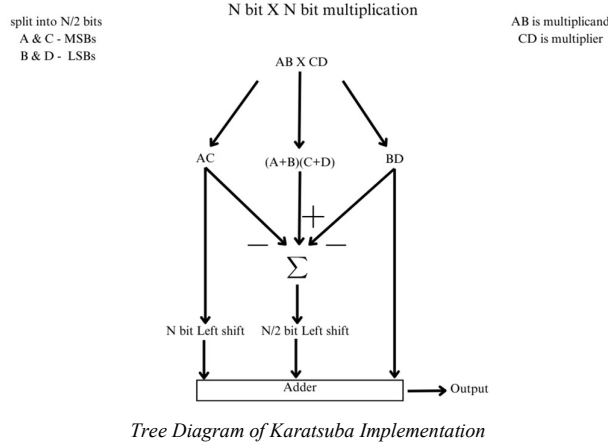 N bit X N bit multiplication
split into N/2 bits
A & C - MSBs
B & D - LSBs
AB is multiplicand
CD is multiplier
AB X CD
AC
(A+B)(C+D)
BD
+
— —
Σ
N bit Left shift
N/2 bit Left shift
Adder
Output
Tree Diagram of Karatsuba Implementation